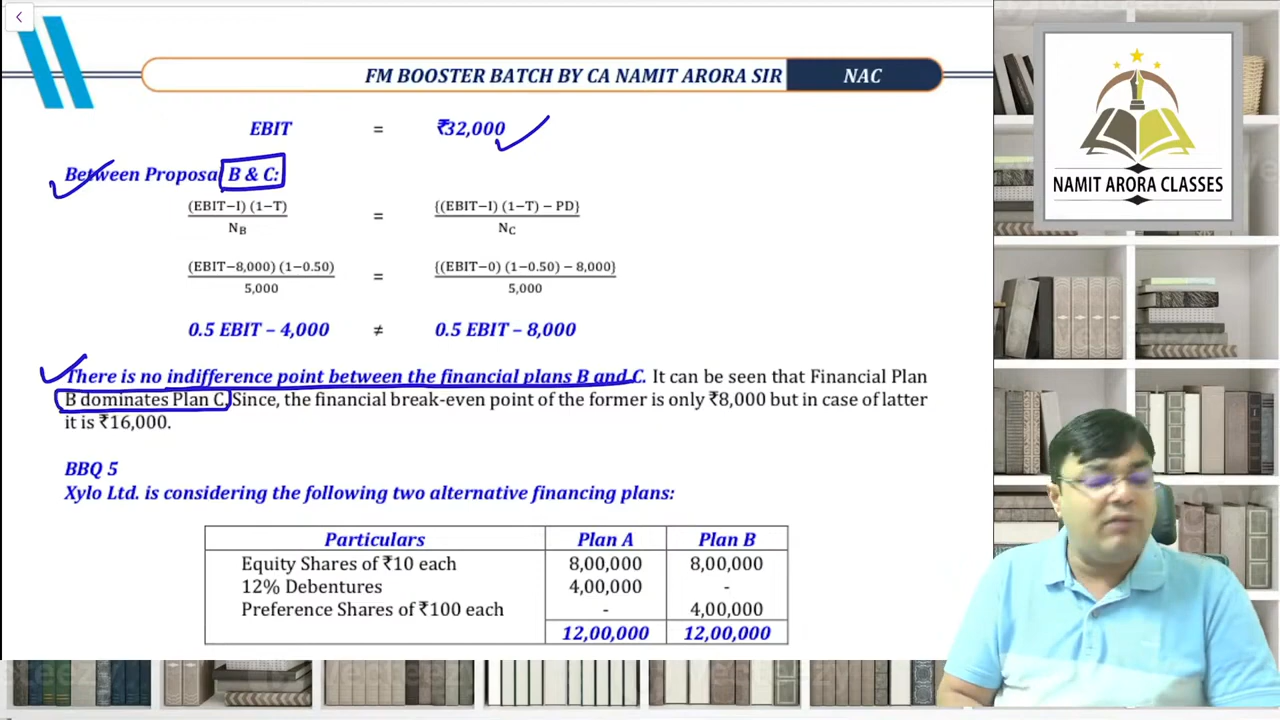 FM BOOSTER BATCH BY CA NAMIT ARORA SIR NAC
EBIT = ₹32,000
Between Proposal B & C:
(EBIT−I) (1−T) / N_B = {(EBIT−I) (1−T) − PD} / N_C
(EBIT−8,000) (1−0.50) / 5,000 = {(EBIT−0) (1−0.50) − 8,000} / 5,000
0.5 EBIT – 4,000 ≠ 0.5 EBIT – 8,000
There is no indifference point between the financial plans B and C. It can be seen that Financial Plan
B dominates Plan C. Since, the financial break-even point of the former is only ₹8,000 but in case of latter
it is ₹16,000.
BBQ 5
Xylo Ltd. is considering the following two alternative financing plans:
Particulars Plan A Plan B
Equity Shares of ₹10 each 8,00,000 8,00,000
12% Debentures 4,00,000 -
Preference Shares of ₹100 each - 4,00,000
12,00,000 12,00,000
NAMIT ARORA CLASSES